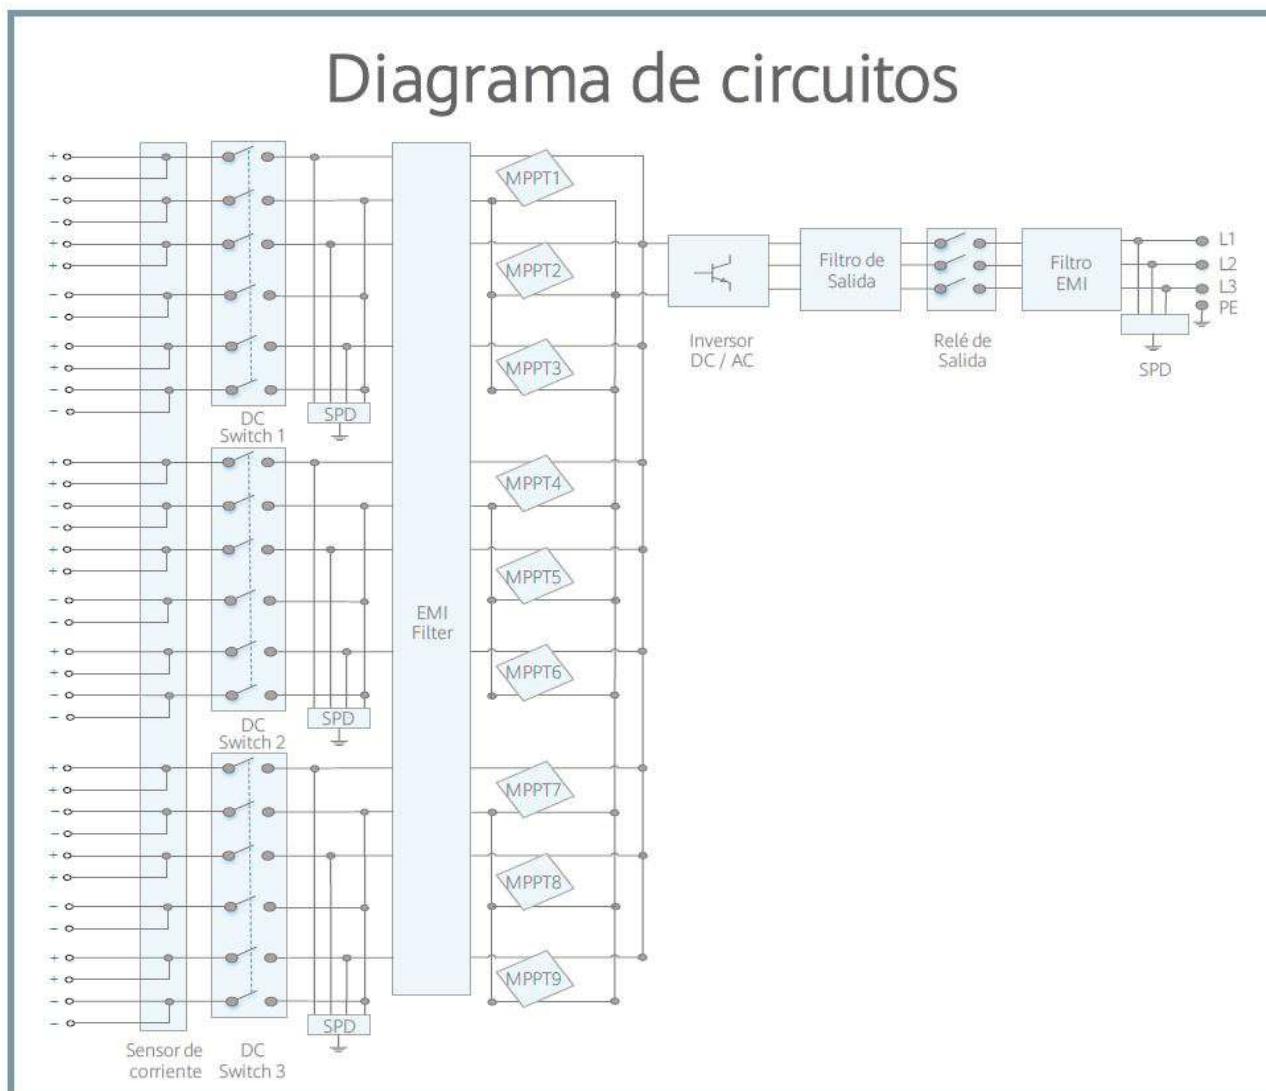 Diagrama de circuitos
+
+
-
-
+
+
-
-
+
+
-
-
DC
Switch 1
SPD
+
+
-
-
+
+
-
-
+
+
-
-
DC
Switch 2
SPD
+
+
-
-
+
+
-
-
+
+
-
-
Sensor de
corriente
DC
Switch 3
SPD
EMI
Filter
MPPT1
MPPT2
MPPT3
MPPT4
MPPT5
MPPT6
MPPT7
MPPT8
MPPT9
Inversor
DC / AC
Filtro de
Salida
Relé de
Salida
Filtro
EMI
L1
L2
L3
PE
SPD